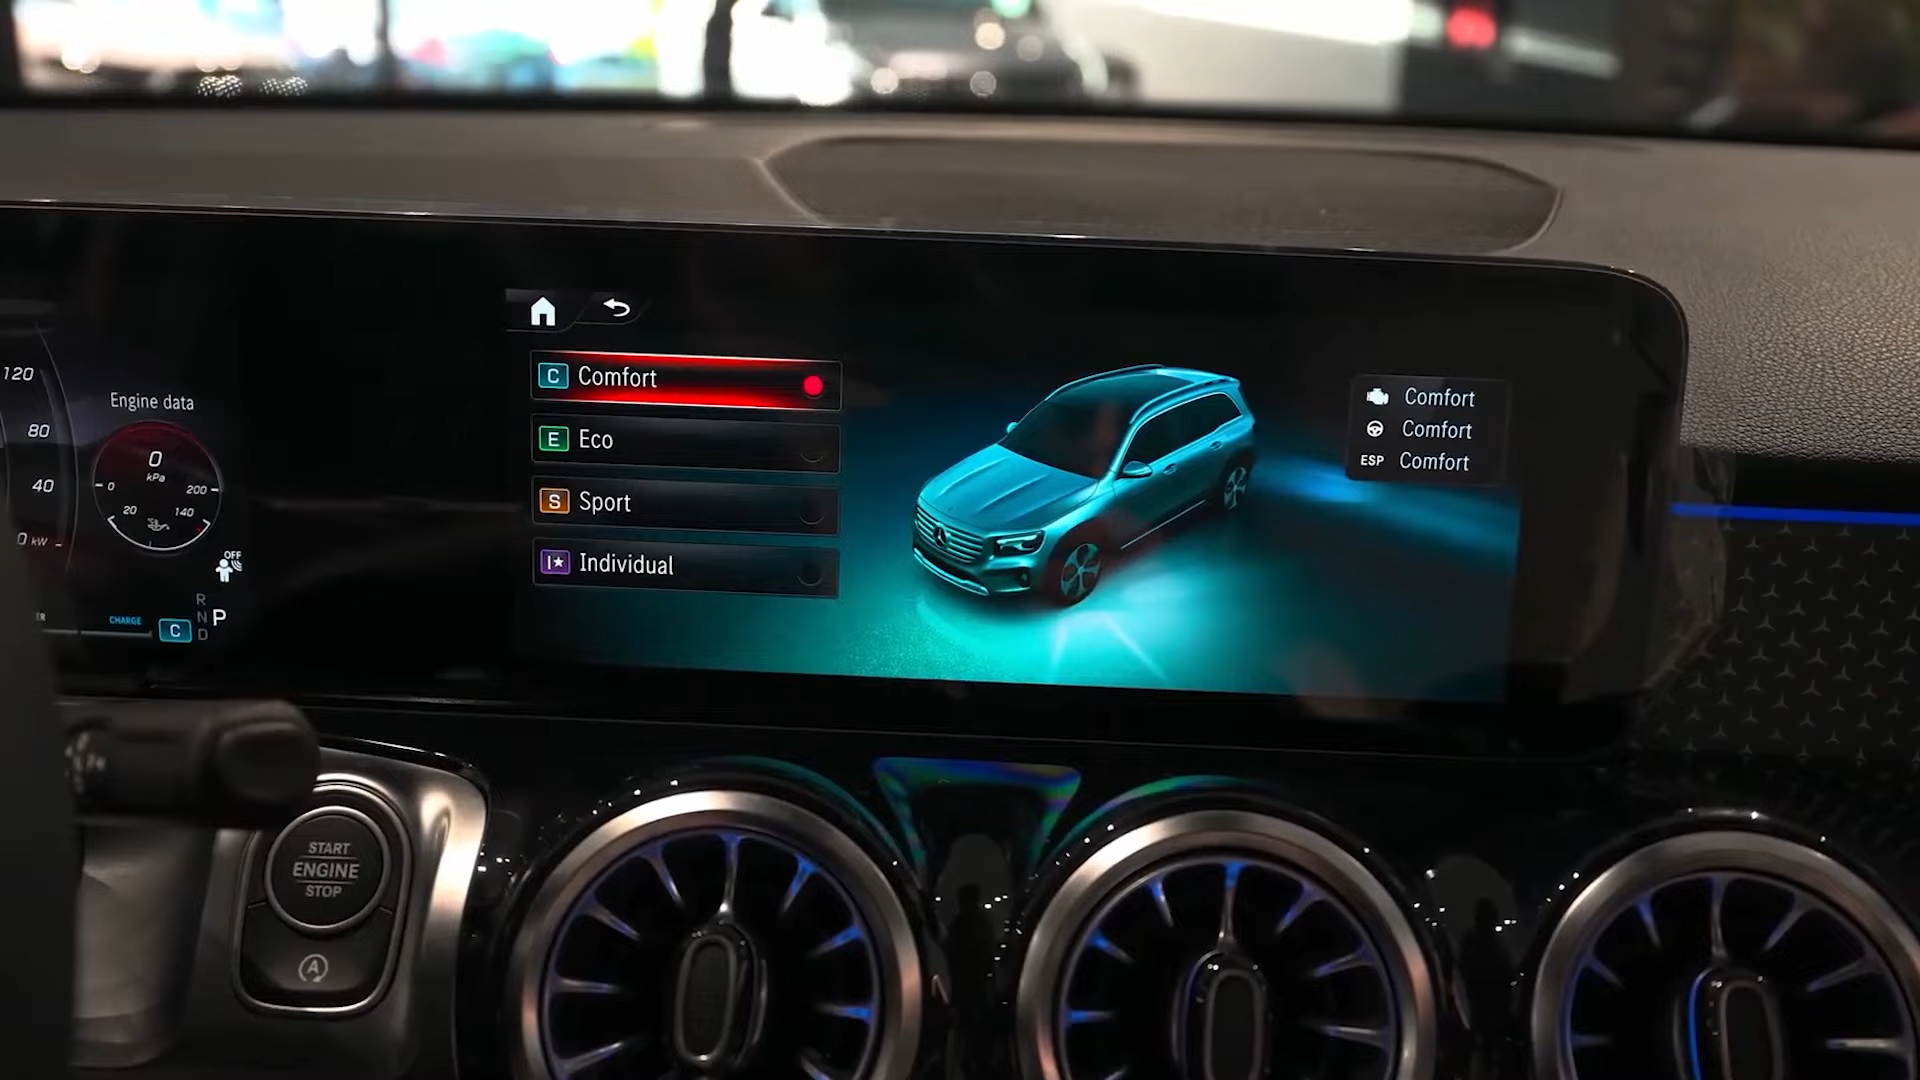 120
80
40
0 kW
Engine data
0
kPa
0
200
20
140
OFF
R
N
D
P
CHARGE
C
C Comfort
E Eco
S Sport
I★ Individual
Comfort
Comfort
ESP Comfort
START
ENGINE
STOP
A